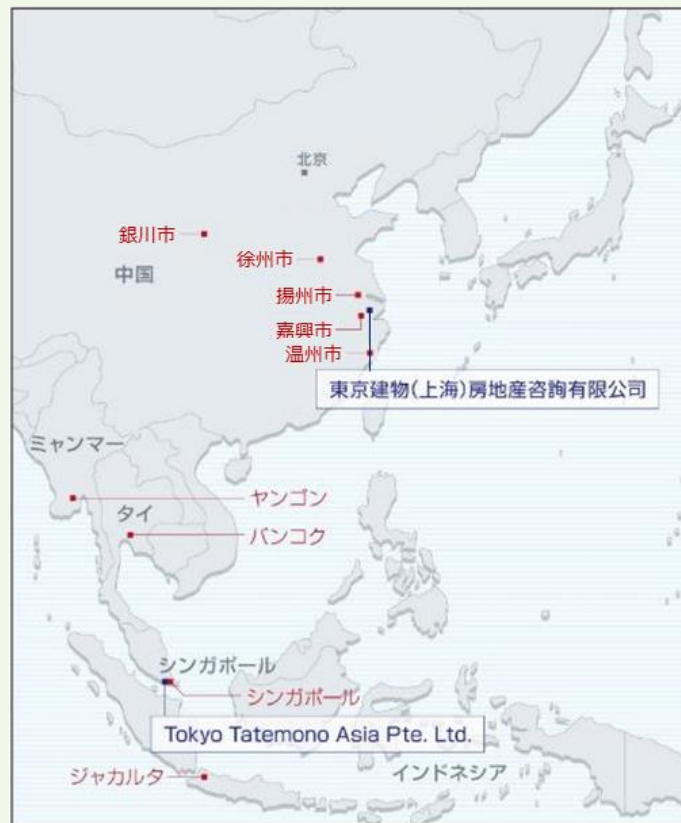 北京
銀川市
徐州市
中国
揚州市
嘉興市
温州市
東京建物(上海)房地産咨詢有限公司
ミャンマー
ヤンゴン
タイ
バンコク
シンガポール
シンガポール
Tokyo Tatemono Asia Pte. Ltd.
ジャカルタ
インドネシア